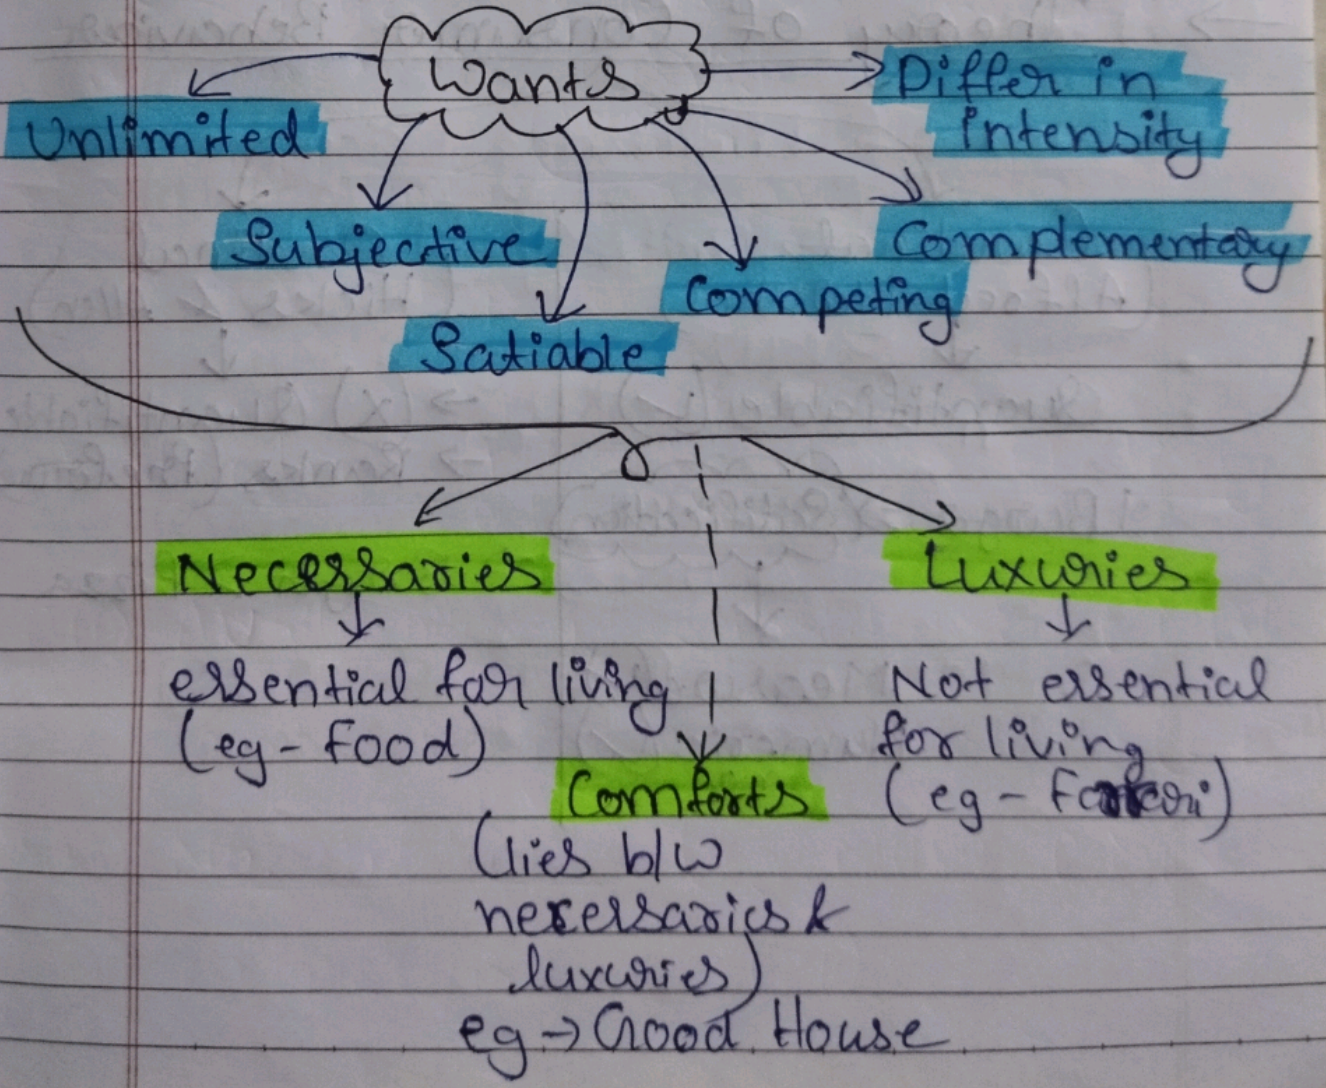 Wants
Differ in
intensity
Unlimited
Subjective
Complementary
Competing
Satiable
Necessaries
Luxuries
essential for living
(eg - Food)
Not essential
for living
(eg -
Comforts
(lies b/w
necessaries &
luxuries)
eg → Good House